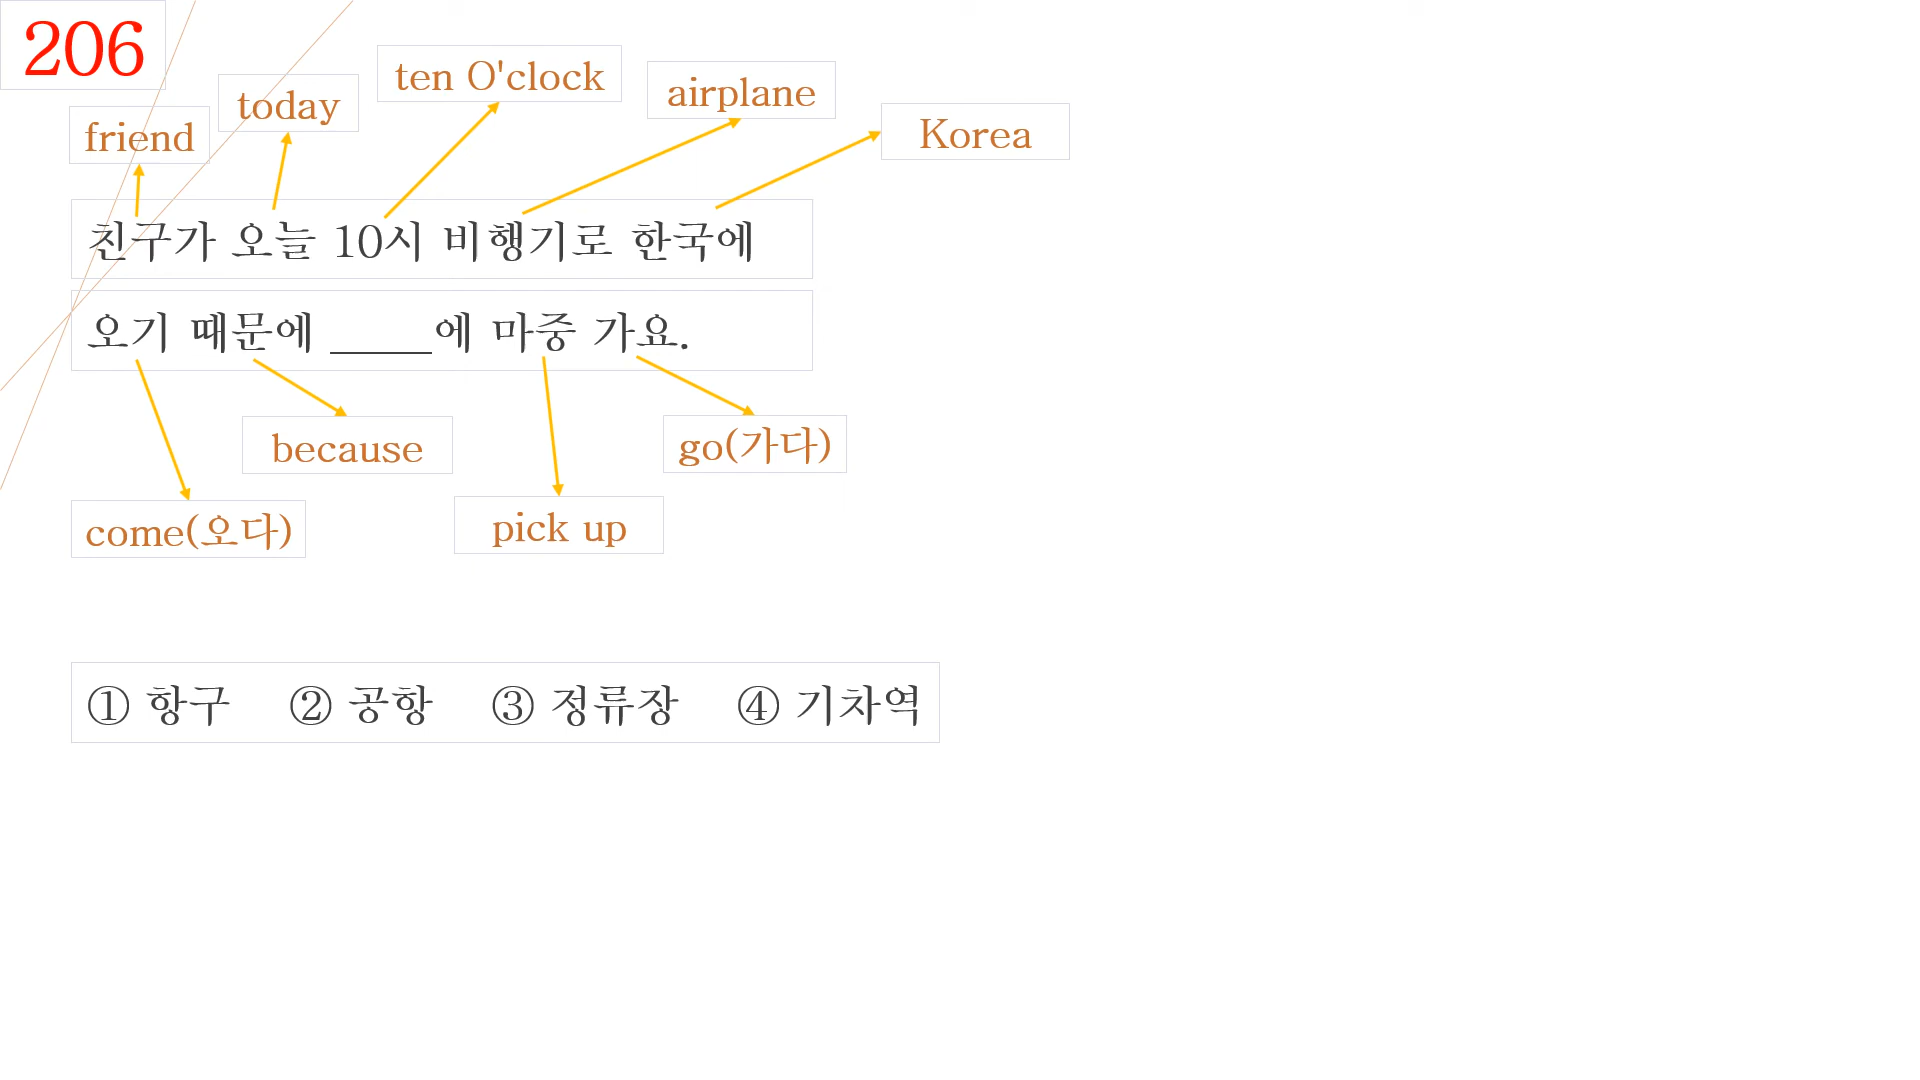 206
friend
today
ten O'clock
airplane
Korea
친구가 오늘 10시 비행기로 한국에
오기 때문에 _____에 마중 가요.
because
go(가다)
come(오다)
pick up
① 항구 ② 공항 ③ 정류장 ④ 기차역